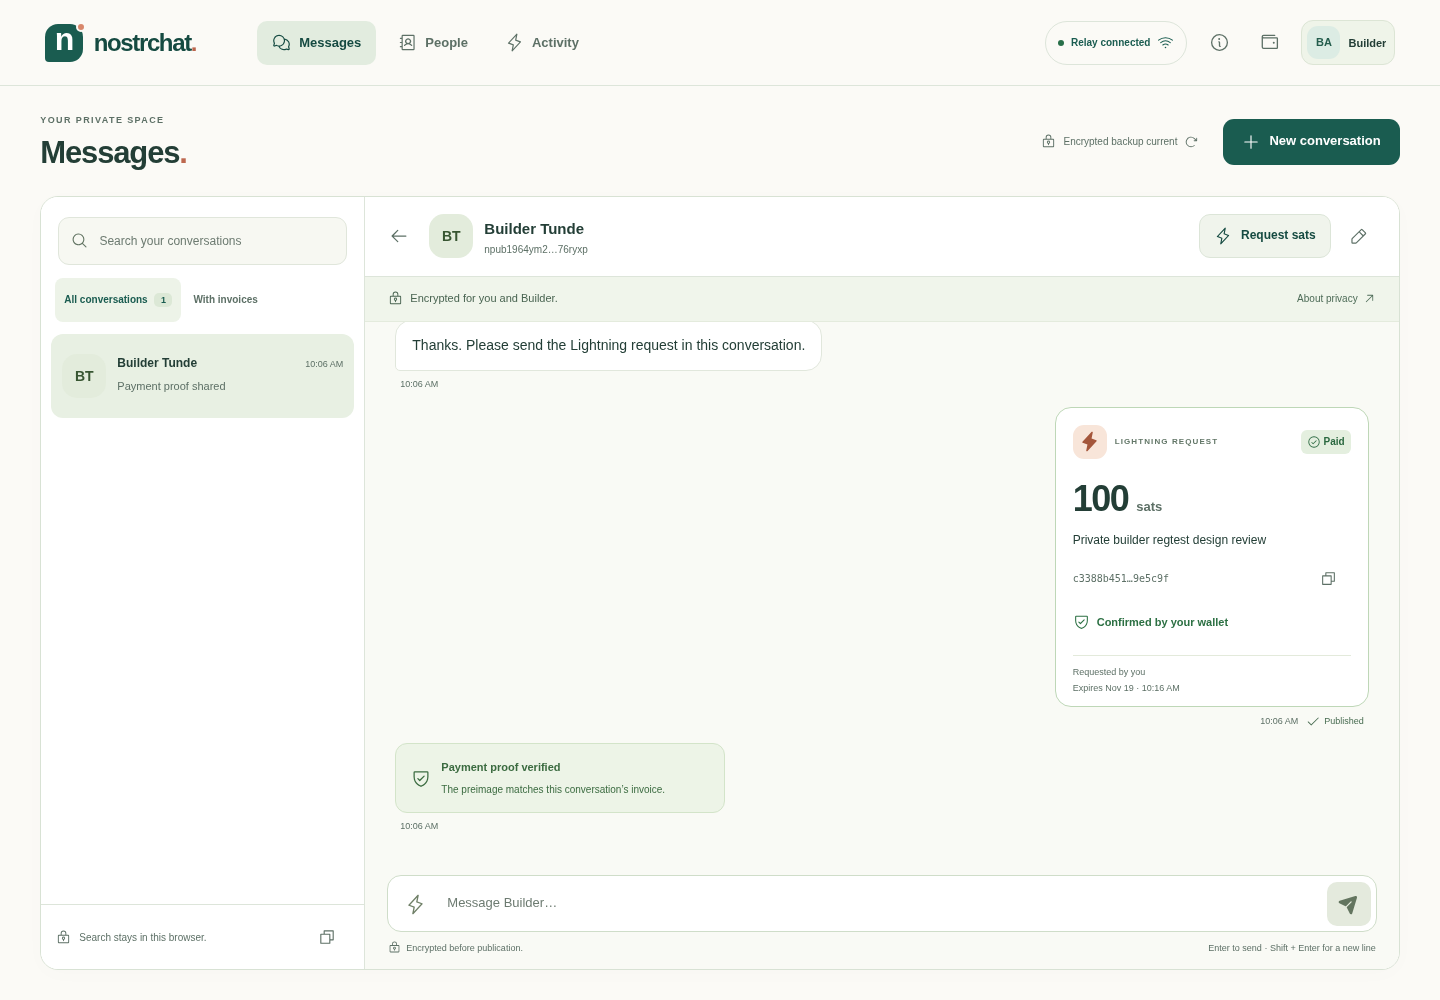 nostrchat.
Messages
People
Activity
Relay connected
BA
Builder
YOUR PRIVATE SPACE
Messages.
Encrypted backup current
New conversation
Search your conversations
All conversations 1
With invoices
BT
Builder Tunde
10:06 AM
Payment proof shared
Search stays in this browser.
BT
Builder Tunde
npub1964ym2…76ryxp
Request sats
Encrypted for you and Builder.
About privacy
Thanks. Please send the Lightning request in this conversation.
10:06 AM
LIGHTNING REQUEST
Paid
100 sats
Private builder regtest design review
c3388b451…9e5c9f
Confirmed by your wallet
Requested by you
Expires Nov 19 · 10:16 AM
10:06 AM
Published
Payment proof verified
The preimage matches this conversation's invoice.
10:06 AM
Message Builder…
Encrypted before publication.
Enter to send · Shift + Enter for a new line